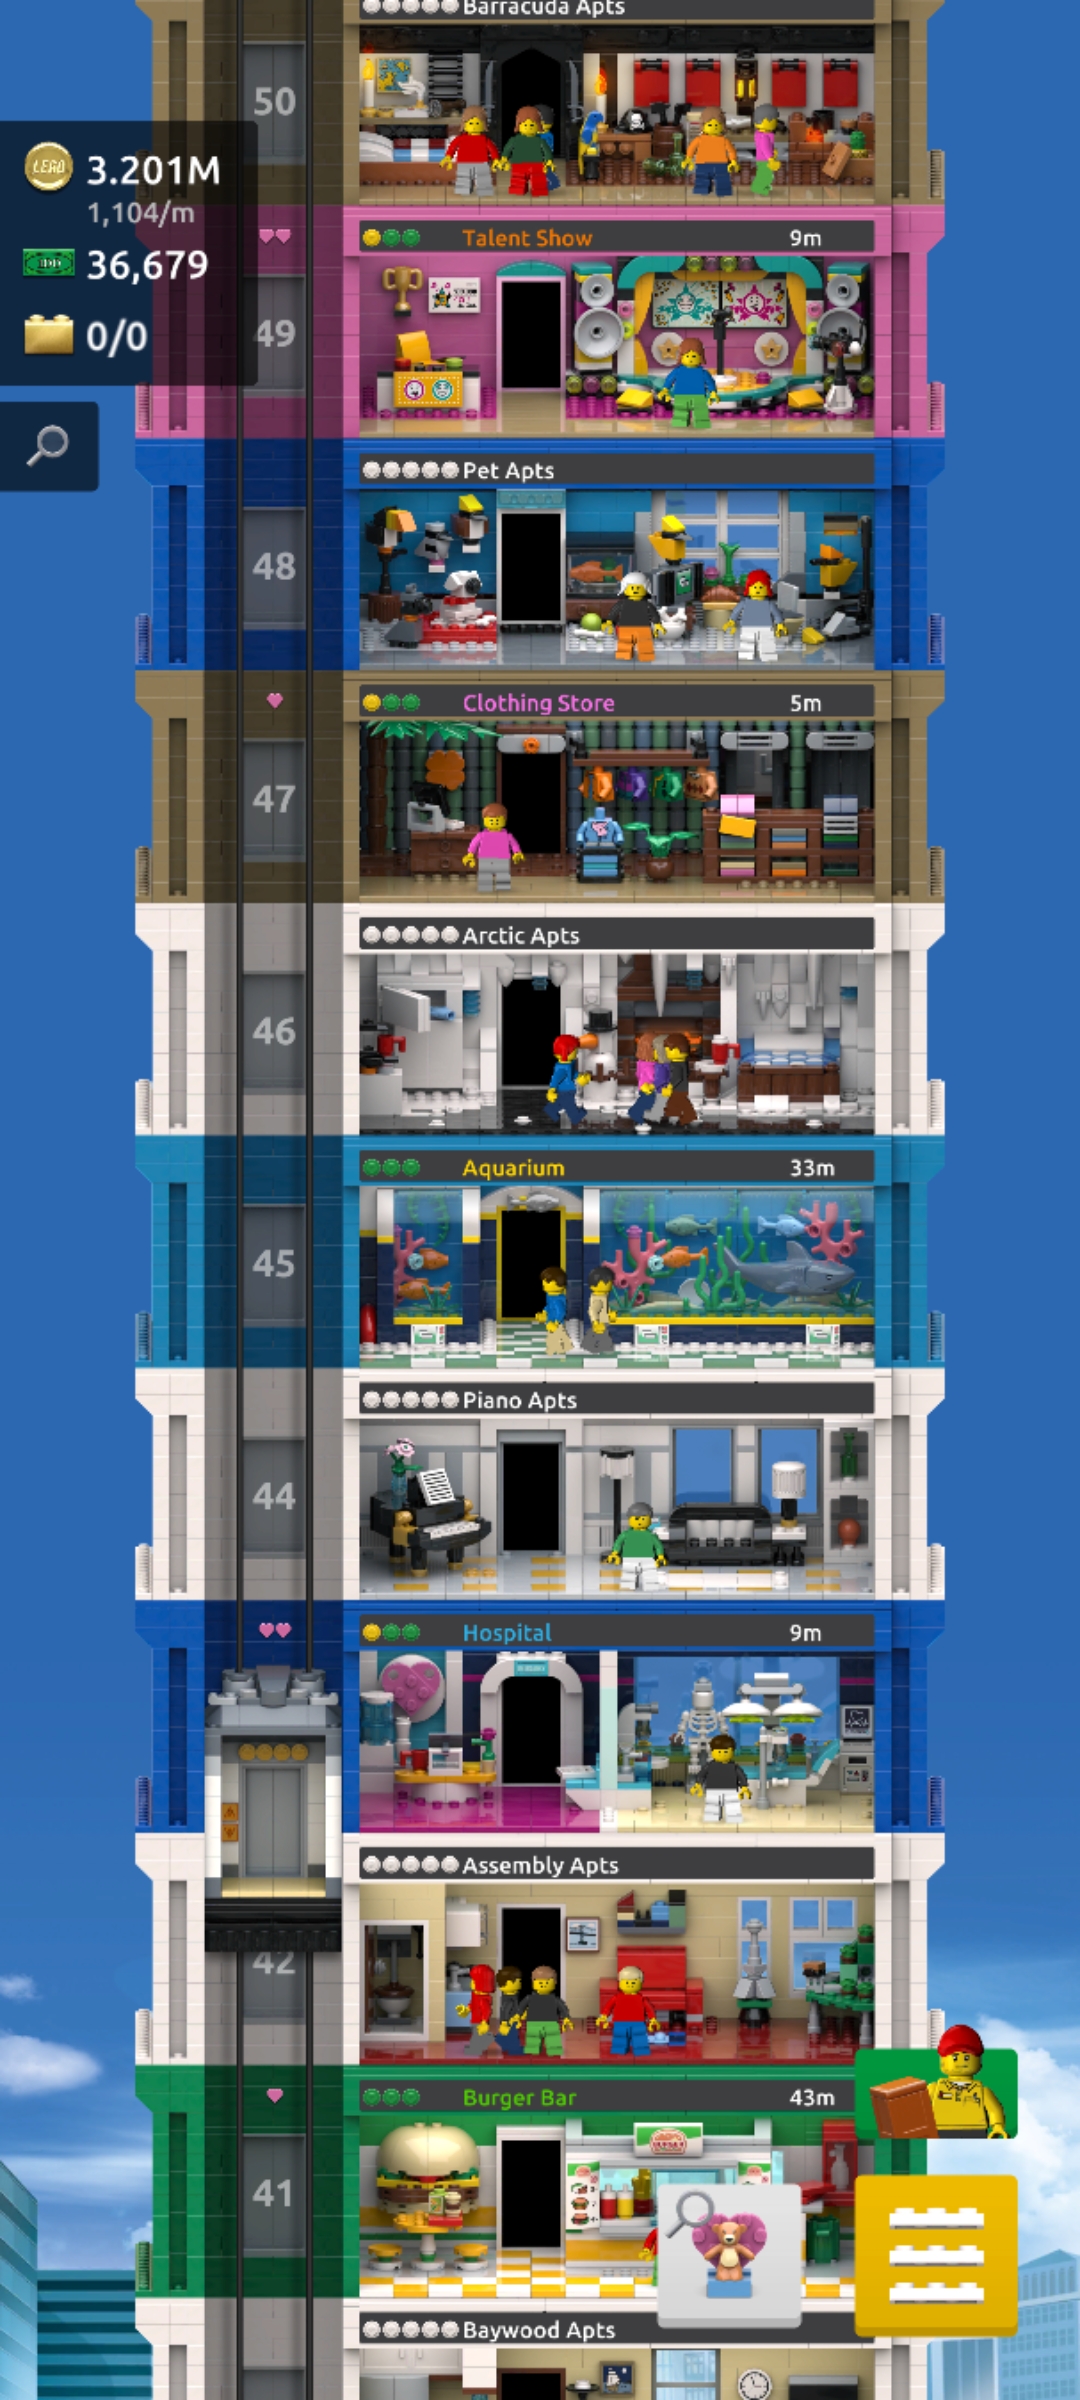 Barracuda Apts
50
LEGO 3.201M
1,104/m
36,679
0/0
Talent Show 9m
49
Pet Apts
48
Clothing Store 5m
47
Arctic Apts
46
Aquarium 33m
45
Piano Apts
44
Hospital 9m
Assembly Apts
42
Burger Bar 43m
41
Baywood Apts